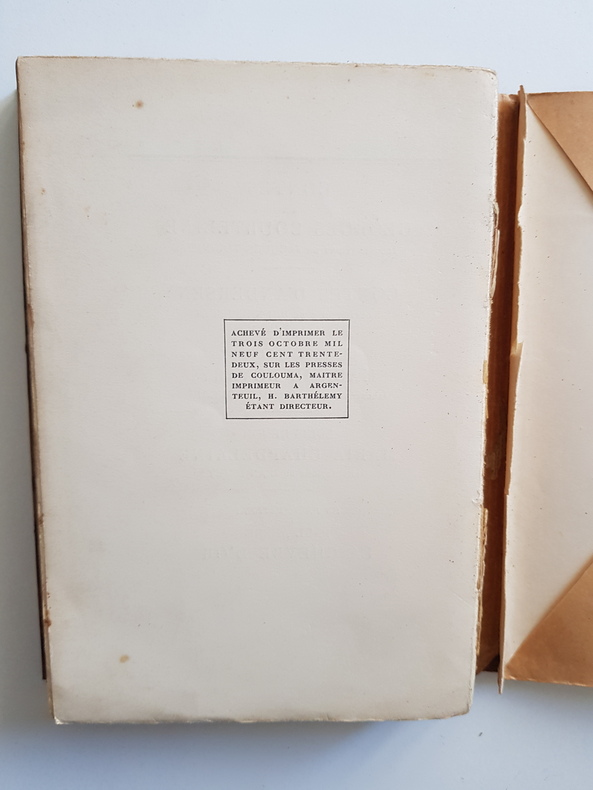 ACHEVÉ D'IMPRIMER LE
TROIS OCTOBRE MIL
NEUF CENT TRENTE-
DEUX, SUR LES PRESSES
DE COULOUMA, MAITRE
IMPRIMEUR A ARGEN-
TEUIL, H. BARTHÉLEMY
ÉTANT DIRECTEUR.